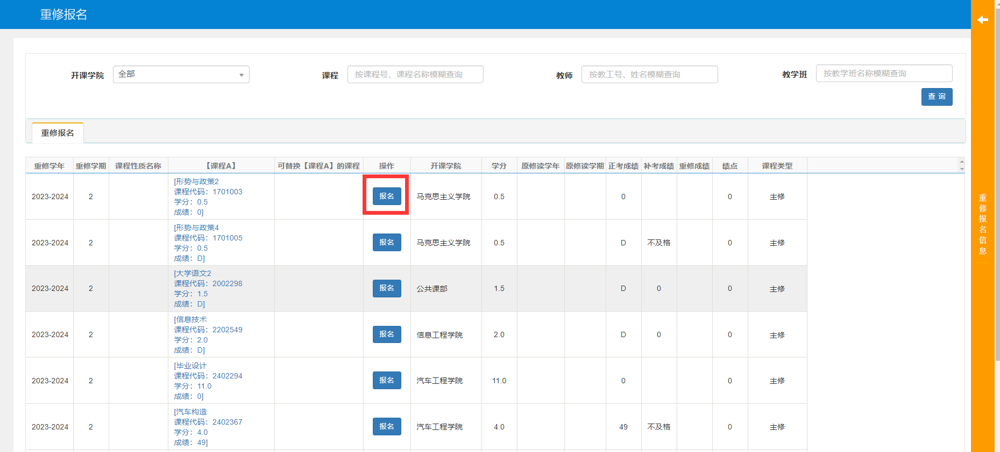 重修报名
开课学院 全部 课程 按课程号、课程名称模糊查询 教师 按教工号、姓名模糊查询 教学班 按教学班名称模糊查询
查 询
重修报名
重修学年 重修学期 课程性质名称 【课程A】 可替换【课程A】的课程 操作 开课学院 学分 原修读学年 原修读学期 正考成绩 补考成绩 重修成绩 绩点 课程类型
[形势与政策2
课程代码：1701003
学分：0.5
成绩：0]
2023-2024 2 报名 马克思主义学院 0.5 0 0 主修
[形势与政策4
课程代码：1701005
学分：0.5
成绩：D]
2023-2024 2 报名 马克思主义学院 0.5 D 不及格 0 主修
[大学语文2
课程代码：2002298
学分：1.5
成绩：D]
2023-2024 2 报名 公共课部 1.5 D 0 0 主修
[信息技术
课程代码：2202549
学分：2.0
成绩：D]
2023-2024 2 报名 信息工程学院 2.0 D 0 0 主修
[毕业设计
课程代码：2402294
学分：11.0
成绩：0]
2023-2024 2 报名 汽车工程学院 11.0 0 0 主修
[汽车构造
课程代码：2402367
学分：4.0
成绩：49]
2023-2024 2 报名 汽车工程学院 4.0 49 不及格 0 主修
重修报名信息